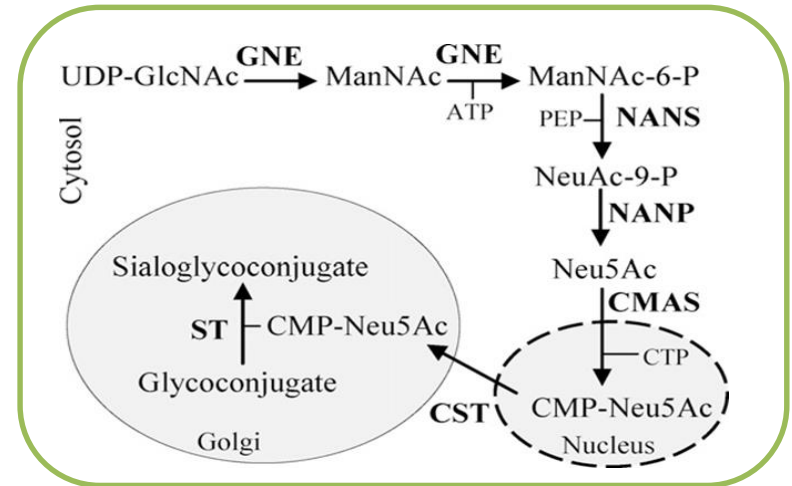 GNE GNE
UDP-GlcNAc ManNAc ManNAc-6-P
ATP PEP NANS
Cytosol
NeuAc-9-P
NANP
Sialoglycoconjugate Neu5Ac
CMAS
ST CMP-Neu5Ac
CTP
Glycoconjugate
CST CMP-Neu5Ac
Golgi Nucleus